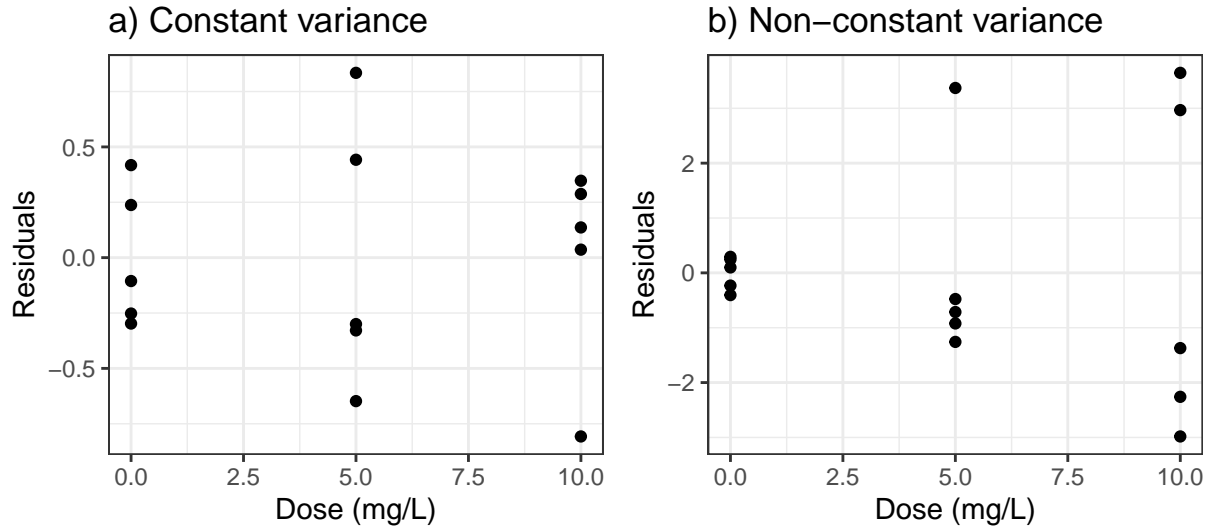 a) Constant variance
0.5
0.0
−0.5
Residuals
0.0 2.5 5.0 7.5 10.0
Dose (mg/L)
b) Non−constant variance
2
0
−2
Residuals
0.0 2.5 5.0 7.5 10.0
Dose (mg/L)